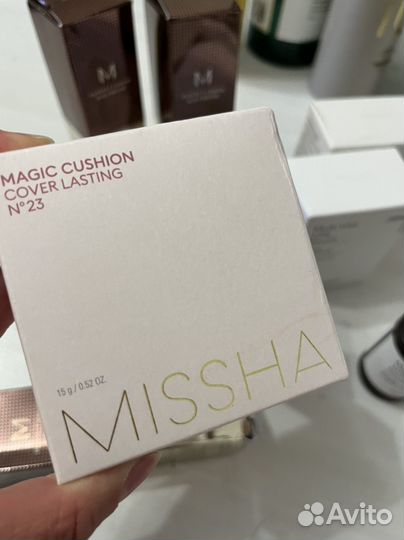 M
M
MAGIC CUSHION
COVER LASTING
N°23
15 g / 0.52 OZ.
MISSHA
M
Avito